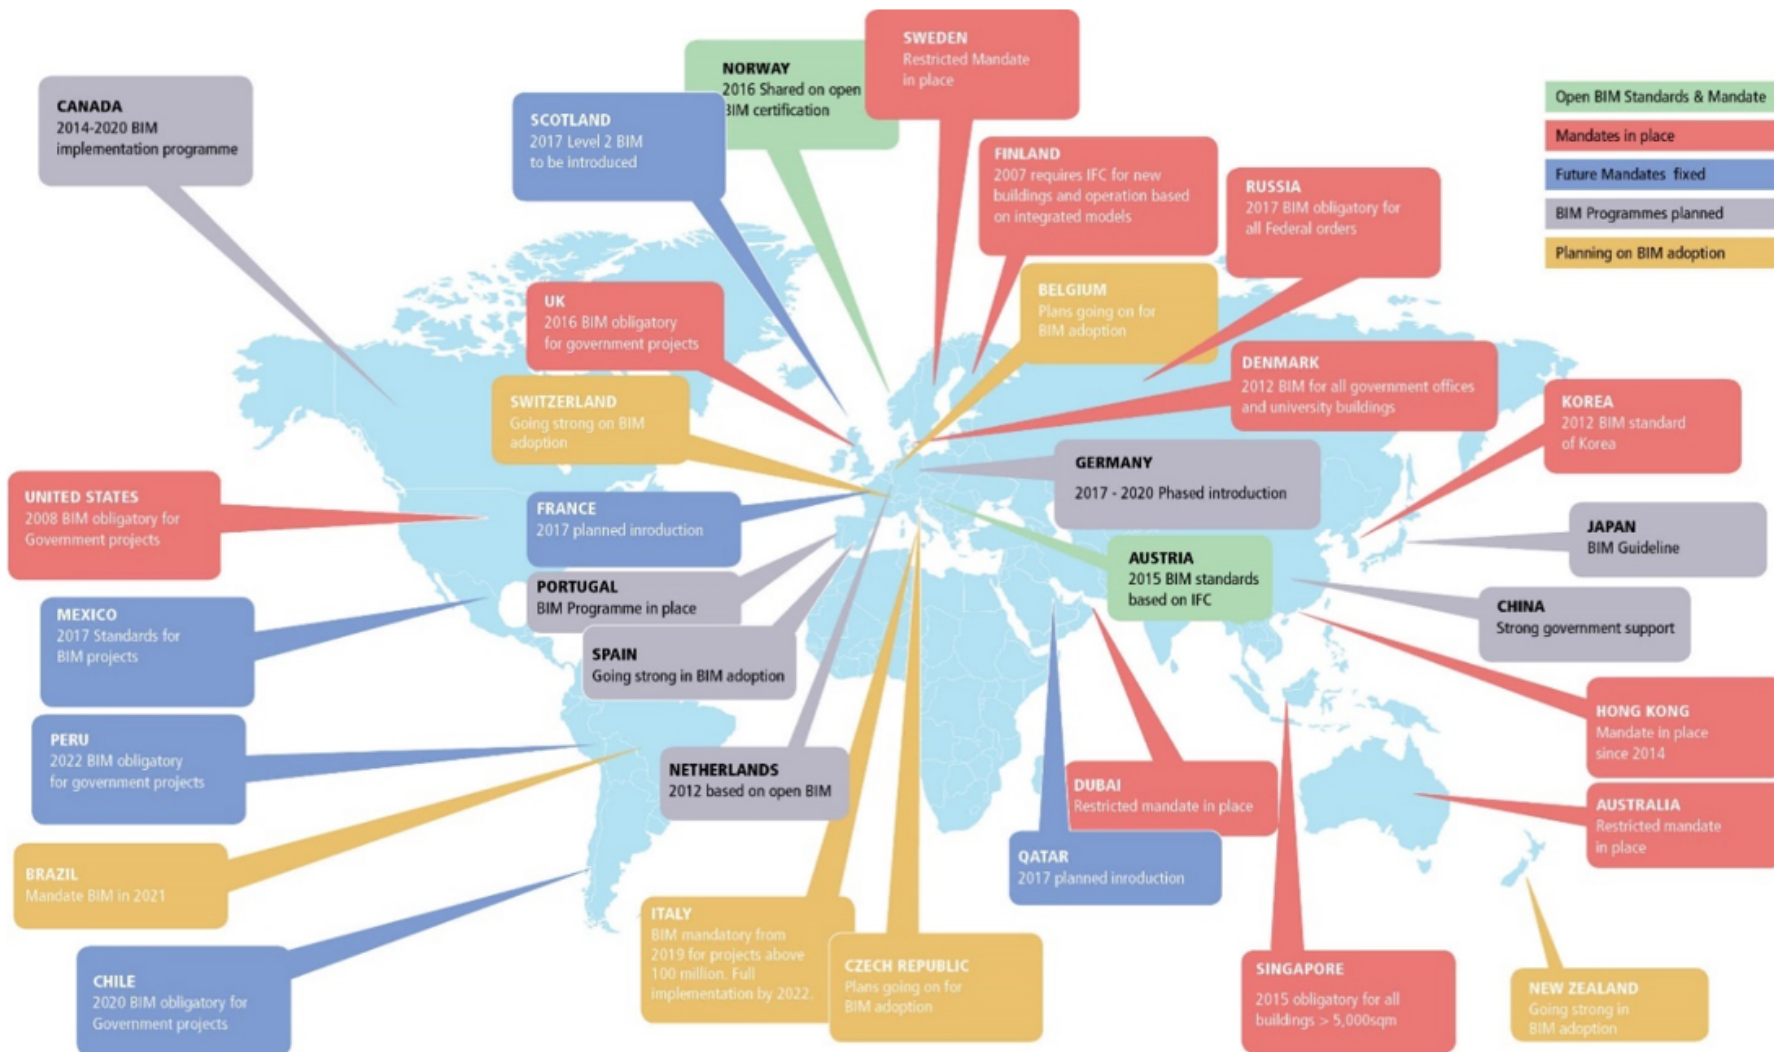 CANADA
2014-2020 BIM
implementation programme
SCOTLAND
2017 Level 2 BIM
to be introduced
NORWAY
2016 Shared on open
BIM certification
SWEDEN
Restricted Mandate
in place
FINLAND
2007 requires IFC for new
buildings and operation based
on integrated models
RUSSIA
2017 BIM obligatory for
all Federal orders
Open BIM Standards & Mandate
Mandates in place
Future Mandates fixed
BIM Programmes planned
Planning on BIM adoption
UK
2016 BIM obligatory
for government projects
BELGIUM
Plans going on for
BIM adoption
SWITZERLAND
Going strong on BIM
adoption
DENMARK
2012 BIM for all government offices
and university buildings
KOREA
2012 BIM standard
of Korea
UNITED STATES
2008 BIM obligatory for
Government projects
FRANCE
2017 planned inroduction
GERMANY
2017 - 2020 Phased introduction
JAPAN
BIM Guideline
PORTUGAL
BIM Programme in place
AUSTRIA
2015 BIM standards
based on IFC
CHINA
Strong government support
MEXICO
2017 Standards for
BIM projects
SPAIN
Going strong in BIM adoption
HONG KONG
Mandate in place
since 2014
PERU
2022 BIM obligatory
for government projects
NETHERLANDS
2012 based on open BIM
DUBAI
Restricted mandate in place
AUSTRALIA
Restricted mandate
in place
QATAR
2017 planned inroduction
BRAZIL
Mandate BIM in 2021
ITALY
BIM mandatory from
2019 for projects above
100 million. Full
implementation by 2022.
CZECH REPUBLIC
Plans going on for
BIM adoption
CHILE
2020 BIM obligatory for
Government projects
SINGAPORE
2015 obligatory for all
buildings > 5,000sqm
NEW ZEALAND
Going strong in
BIM adoption